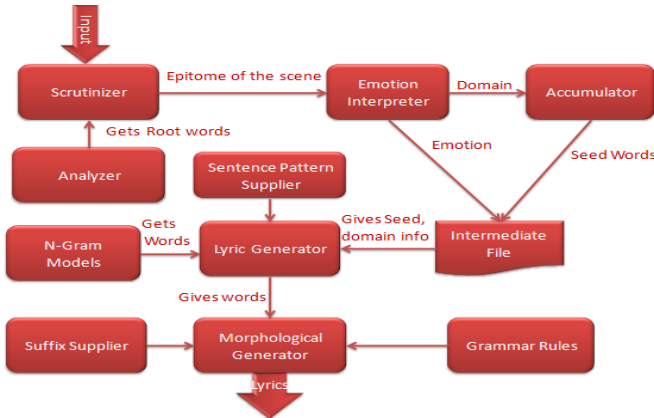 Input
Scrutinizer
Epitome of the scene
Emotion
Interpreter
Domain
Accumulator
Gets Root words
Emotion
Seed Words
Analyzer
Sentence Pattern
Supplier
N-Gram
Models
Gets
Words
Lyric Generator
Gives Seed,
domain info
Intermediate
File
Gives words
Suffix Supplier
Morphological
Generator
Grammar Rules
Lyrics